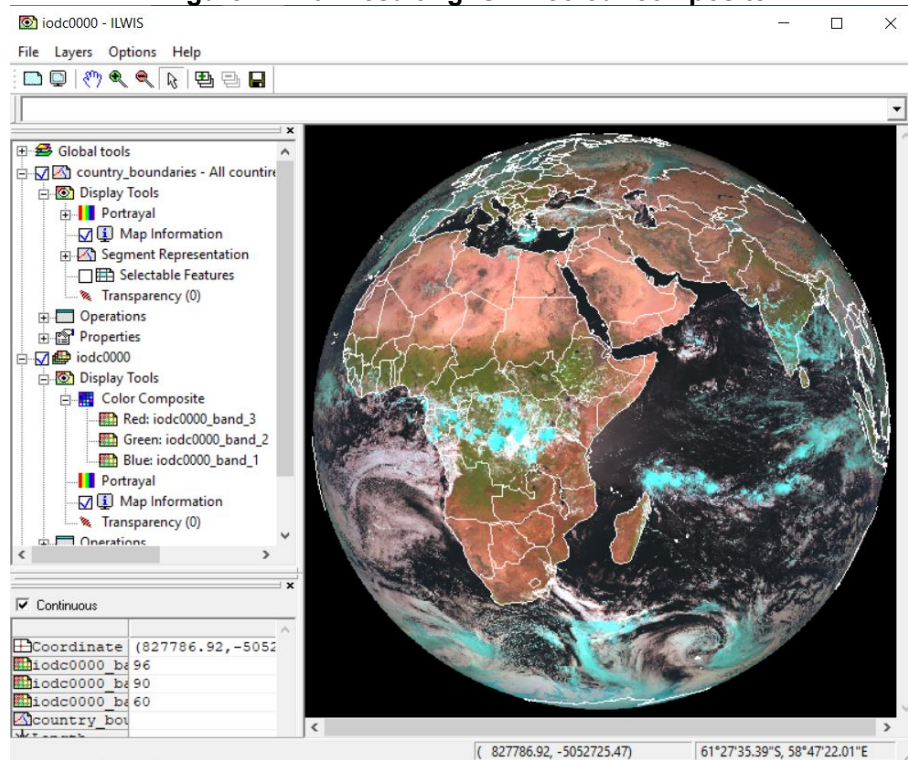 iodc0000 - ILWIS
File Layers Options Help
Global tools
country_boundaries - All countire
Display Tools
Portrayal
Map Information
Segment Representation
Selectable Features
Transparency (0)
Operations
Properties
iodc0000
Display Tools
Color Composite
Red: iodc0000_band_3
Green: iodc0000_band_2
Blue: iodc0000_band_1
Portrayal
Map Information
Transparency (0)
Operations
Continuous
Coordinate (827786.92,-5052
iodc0000_ba 96
iodc0000_ba 90
iodc0000_ba 60
country_bou
( 827786.92, -5052725.47) 61°27'35.39"S, 58°47'22.01"E